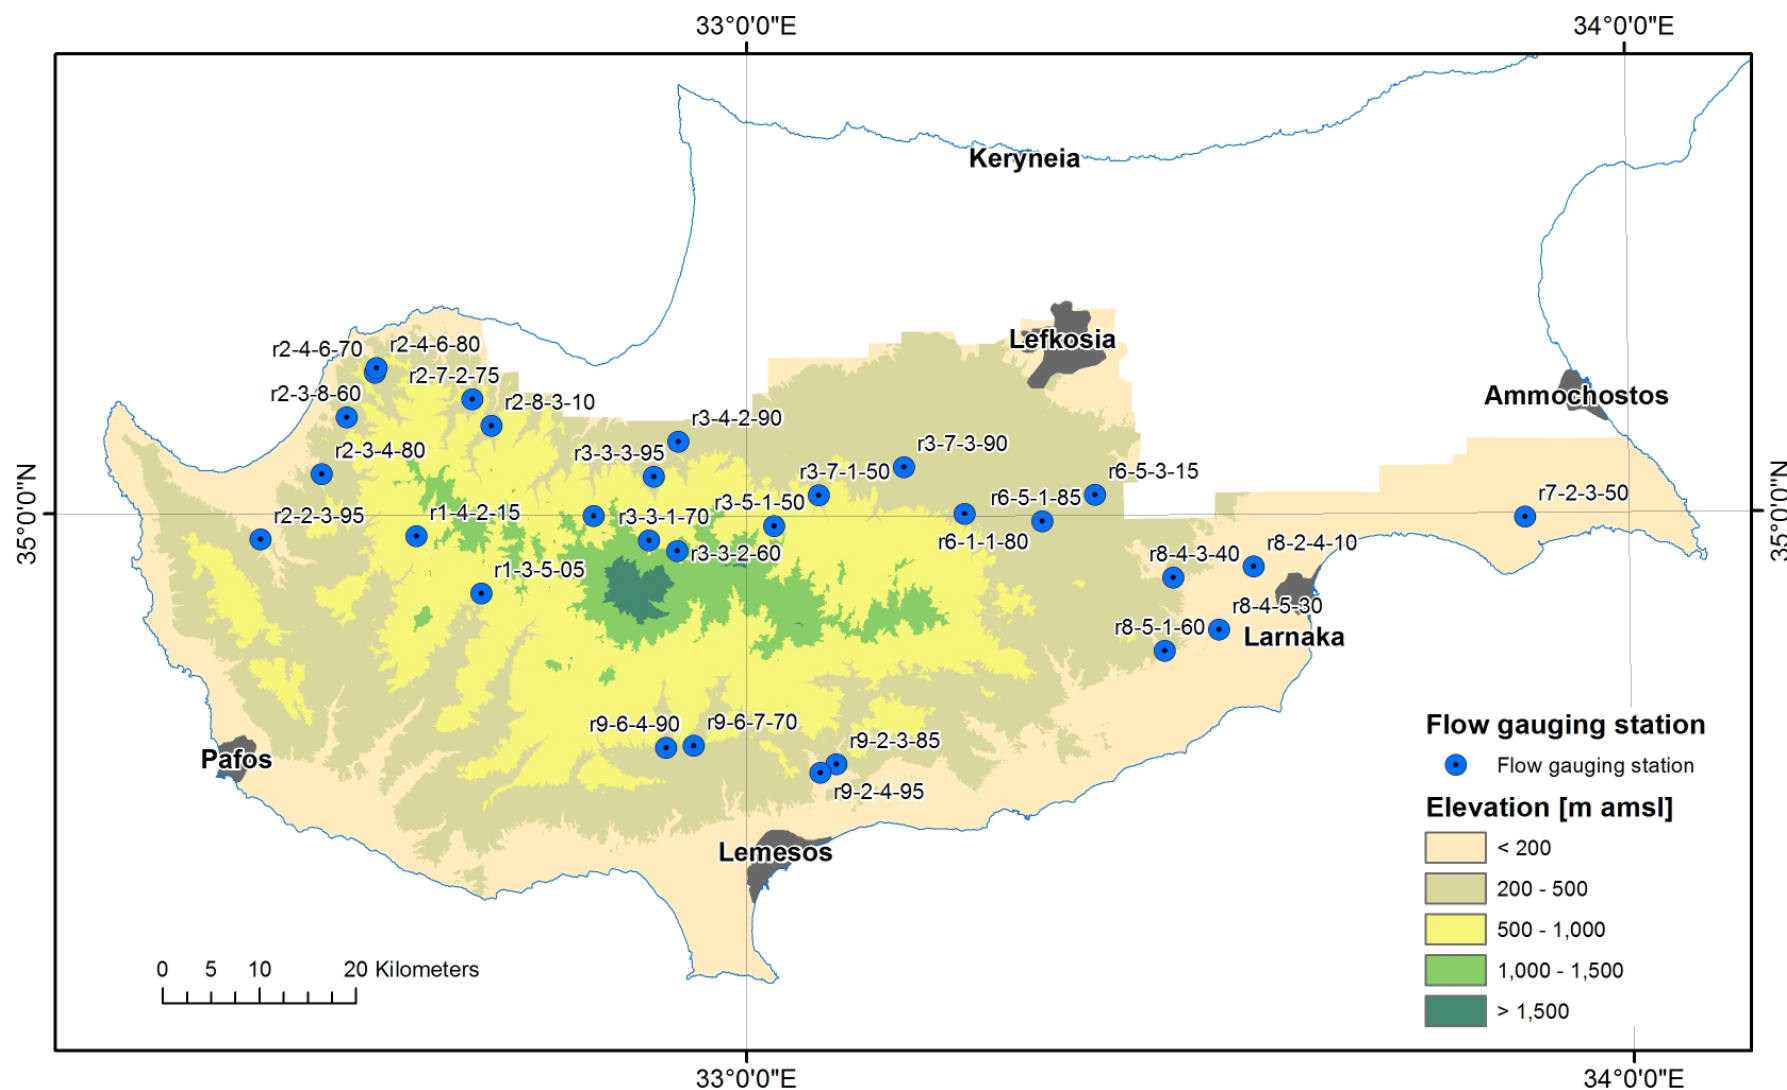 33°0'0"E
34°0'0"E
Keryneia
Lefkosia
r2-4-6-70
r2-4-6-80
r2-7-2-75
r2-3-8-60
r2-8-3-10
Ammochostos
r3-4-2-90
r2-3-4-80
r3-3-3-95
r3-7-3-90
r3-7-1-50
r6-5-3-15
35°0'0"N
r2-2-3-95
r1-4-2-15
r3-3-1-70
r3-5-1-50
r6-5-1-85
r7-2-3-50
35°0'0"N
r6-1-1-80
r3-3-2-60
r8-4-3-40
r8-2-4-10
r1-3-5-05
r8-4-5-30
r8-5-1-60
Larnaka
r9-6-4-90
r9-6-7-70
r9-2-3-85
Pafos
r9-2-4-95
Lemesos
Flow gauging station
Flow gauging station
Elevation [m amsl]
< 200
200 - 500
500 - 1,000
1,000 - 1,500
> 1,500
0 5 10 20 Kilometers
33°0'0"E
34°0'0"E